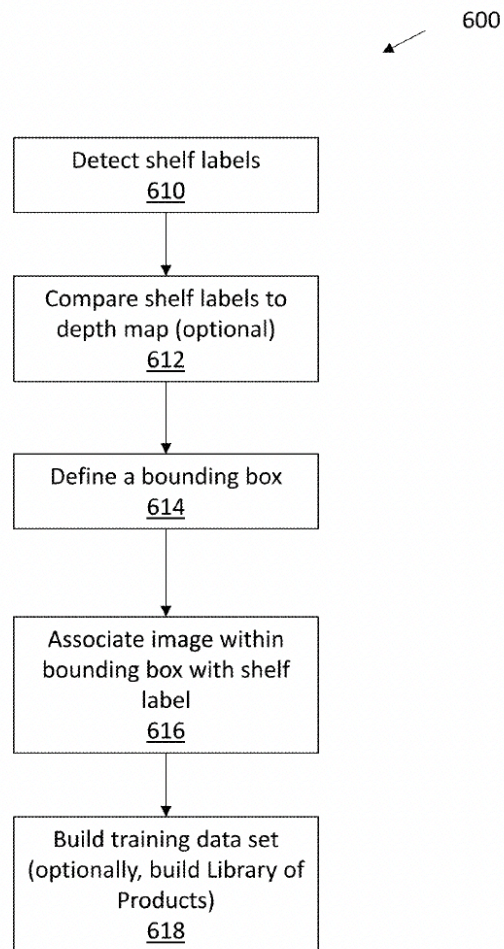 600
Detect shelf labels
610
Compare shelf labels to
depth map (optional)
612
Define a bounding box
614
Associate image within
bounding box with shelf
label
616
Build training data set
(optionally, build Library of
Products)
618